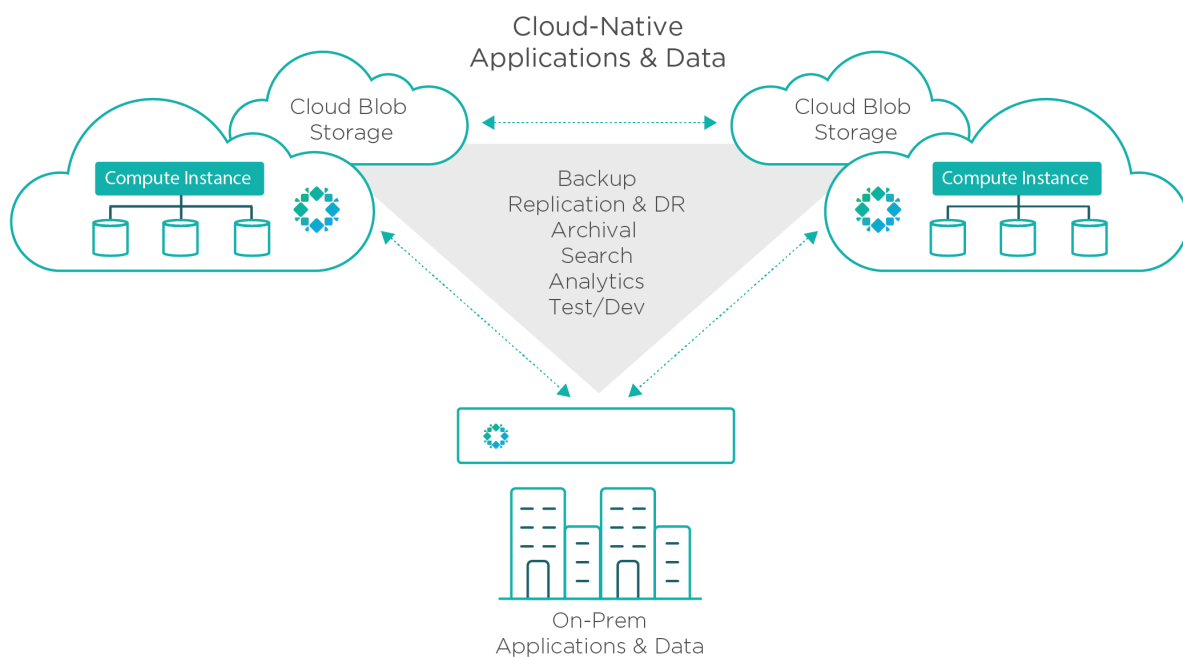 Cloud-Native
Applications & Data
Cloud Blob
Storage
Cloud Blob
Storage
Compute Instance
Compute Instance
Backup
Replication & DR
Archival
Search
Analytics
Test/Dev
On-Prem
Applications & Data